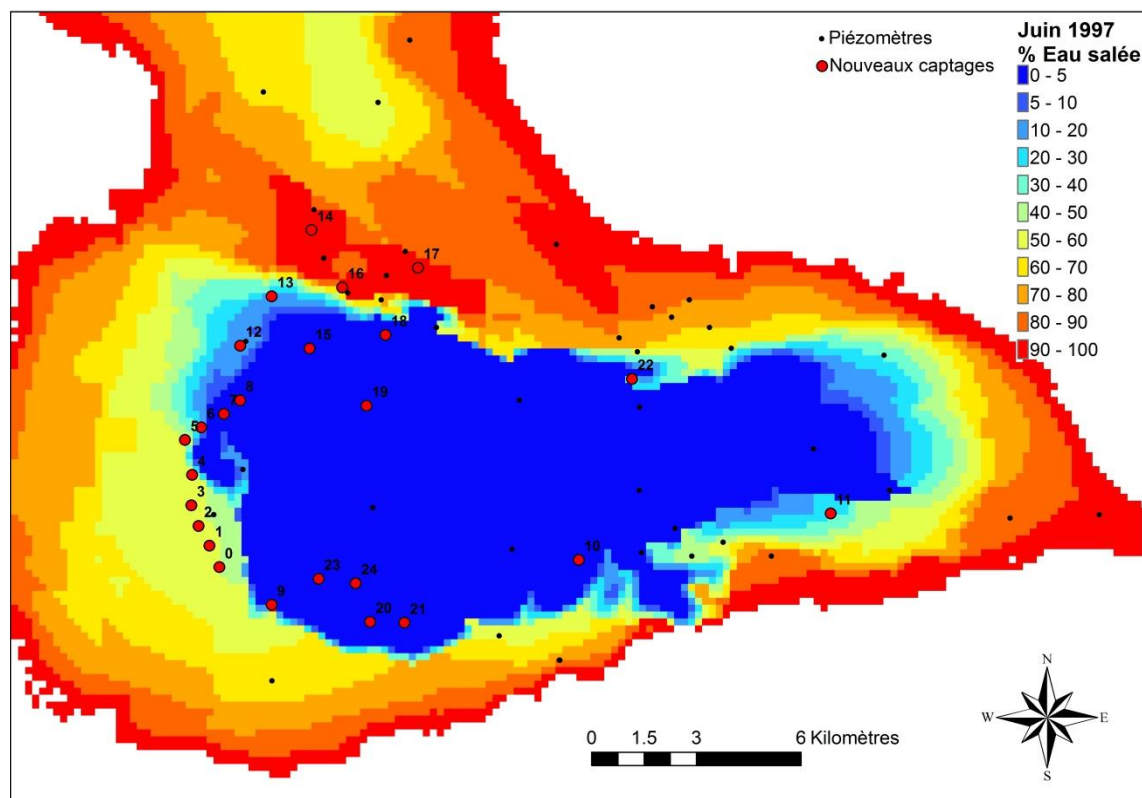 Juin 1997
% Eau salée
Piézomètres
Nouveaux captages
0 - 5
5 - 10
10 - 20
20 - 30
30 - 40
40 - 50
50 - 60
60 - 70
70 - 80
80 - 90
90 - 100
14
17
16
13
18
15
12
22
8
19
7
6
5
4
3
11
2
1
0
10
23
24
9
20
21
N
W E
S
0 1.5 3 6 Kilomètres